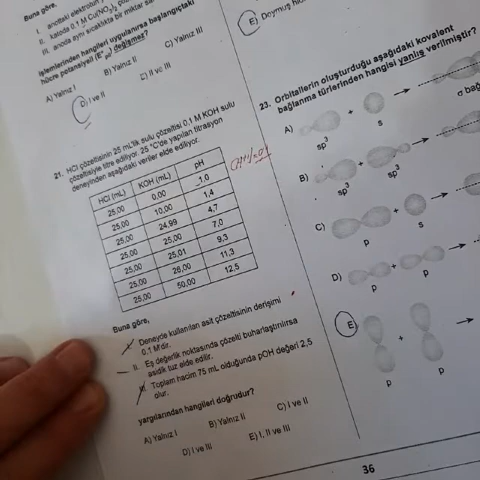 Buna göre,
I. anottaki elektrodun
II. katoda 0,1 M Cu(NO3)2
III. anota aynı sıcaklıkta bir miktar
işlemlerinden hangileri uygulanırsa başlangıçtaki
hücre potansiyeli değişmez?
A) Yalnız I
B) Yalnız II
C) Yalnız III
D) I ve II
E) II ve III
21. HCl çözeltisinin 25 mL'lik sulu çözeltisi 0,1 M KOH sulu
çözeltisiyle titre ediliyor. 25 °C'de yapılan titrasyon
deneyinden aşağıdaki veriler elde ediliyor.
HCl (mL) KOH (mL) pH
25,00 0,00 1,0
25,00 10,00 1,4
25,00 24,99 4,7
25,00 25,00 7,0
25,00 25,01 9,3
25,00 26,00 11,3
25,00 50,00 12,5
Buna göre,
I. Deneyde kullanılan asit çözeltisinin derişimi
0,1 M'dir.
II. Eş değerlik noktasında çözelti buharlaştırılırsa
asidik tuz elde edilir.
III. Toplam hacim 75 mL olduğunda pOH değeri 2,5
olur.
yargılarından hangileri doğrudur?
A) Yalnız I
B) Yalnız II
C) I ve II
D) I ve III
E) I, II ve III
E) Doymuş
23. Orbitallerin oluşturduğu aşağıdaki kovalent
bağlanma türlerinden hangisi yanlış verilmiştir?
A) + →
sp3 s
σ
B) + →
sp3 sp3
C) + →
p s
D) + →
p p
E) + →
p p
36